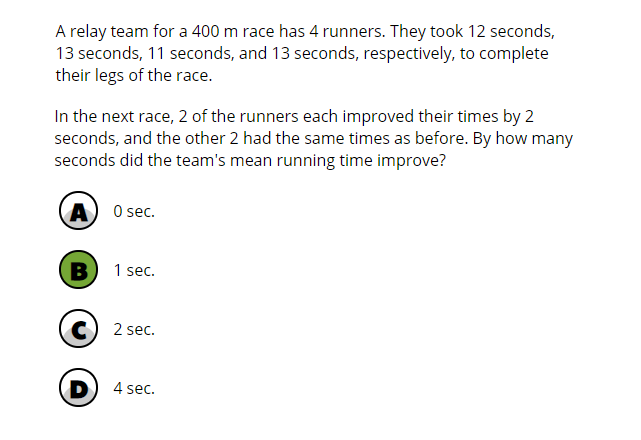 A relay team for a 400 m race has 4 runners. They took 12 seconds,
13 seconds, 11 seconds, and 13 seconds, respectively, to complete
their legs of the race.
In the next race, 2 of the runners each improved their times by 2
seconds, and the other 2 had the same times as before. By how many
seconds did the team's mean running time improve?
A 0 sec.
B 1 sec.
C 2 sec.
D 4 sec.